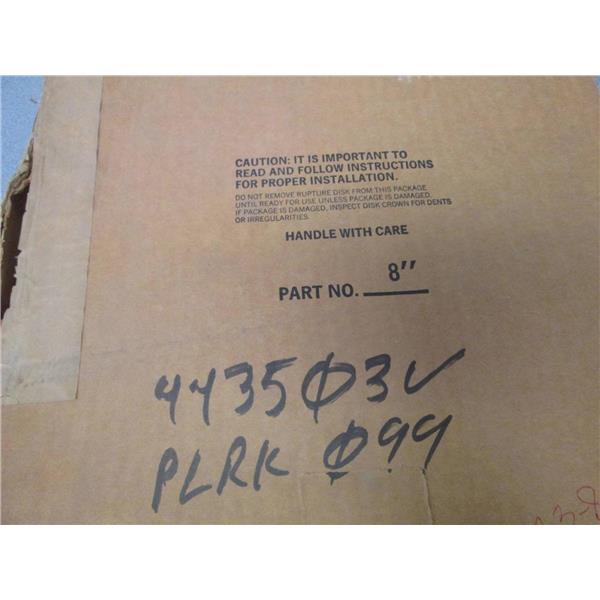 CAUTION: IT IS IMPORTANT TO
READ AND FOLLOW INSTRUCTIONS
FOR PROPER INSTALLATION.
DO NOT REMOVE RUPTURE DISK FROM THIS PACKAGE
UNTIL READY FOR USE UNLESS PACKAGE IS DAMAGED.
IF PACKAGE IS DAMAGED, INSPECT DISK CROWN FOR DENTS
OR IRREGULARITIES.
HANDLE WITH CARE
PART NO. 8″
4435Ø3V
PLRK Ø99